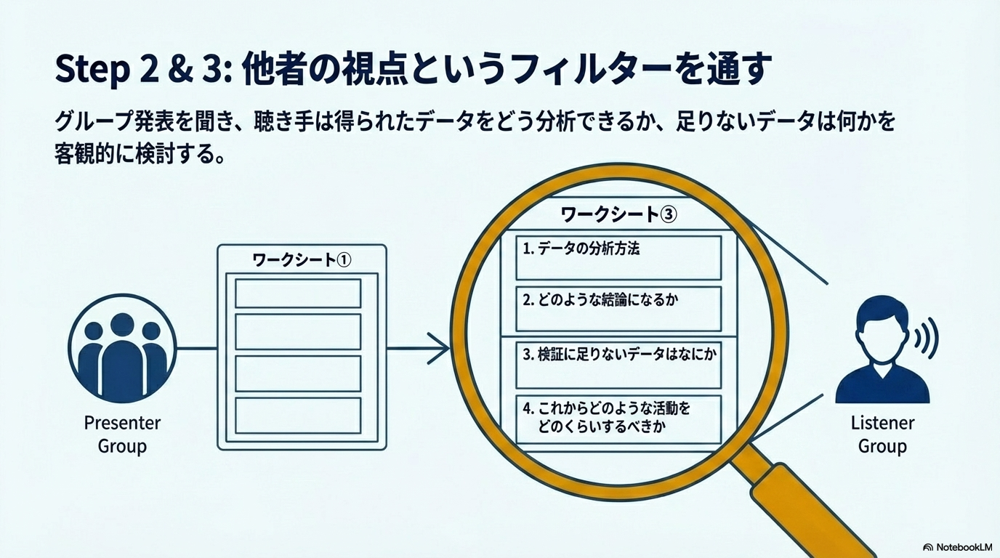 Step 2 & 3: 他者の視点というフィルターを通す
グループ発表を聞き、聴き手は得られたデータをどう分析できるか、足りないデータは何かを
客観的に検討する。
ワークシート①
Presenter
Group
ワークシート③
1. データの分析方法
2. どのような結論になるか
3. 検証に足りないデータはなにか
4. これからどのような活動を
どのくらいするべきか
Listener
Group
NotebookLM